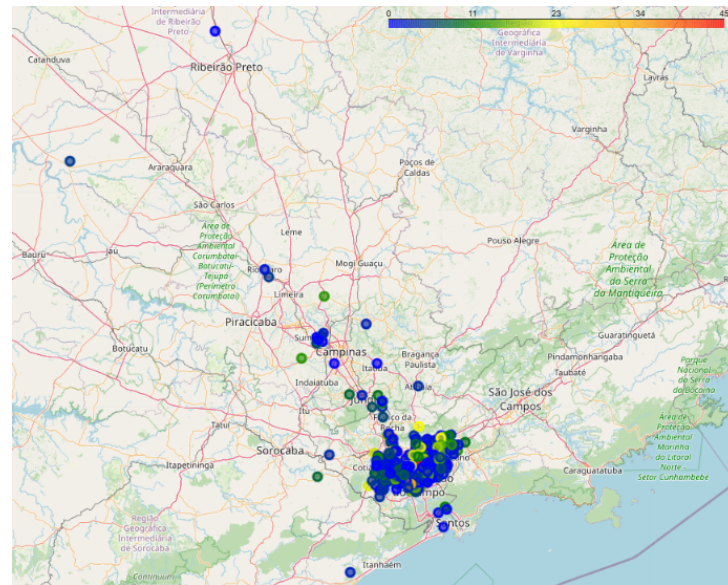 Intermediária
de Ribeirão
Preto
0
11
23
34
45
Geográfica
Intermediária
de Varginha
Catanduva
Ribeirão Preto
Lavras
Varginha
Araraquara
Poços de
Caldas
São Carlos
Área de
Proteção
Ambiental
Corumbataí
Botucatu-
Tejupá
(Perímetro
Corumbataí)
Leme
Pouso Alegre
Área de
Proteção
Ambiental
da Serra
da Mantiqueira
Bauru
Jaú
Mogi Guaçu
Limeira
Piracicaba
Guaratinguetá
Botucatu
Campinas
Bragança
Paulista
Pindamonhangaba
Taubaté
Parque
Nacional
da Serra
da Bocaina
Indaiatuba
Itu
São José dos
Campos
Tatuí
Sorocaba
Área de
Proteção
Ambiental
Marinha
do Litoral
Norte -
Setor Cunhambebe
Itapetininga
Caraguatatuba
Região
Geográfica
Intermediária
de Sorocaba
Santos
Itanhaém
Continuum